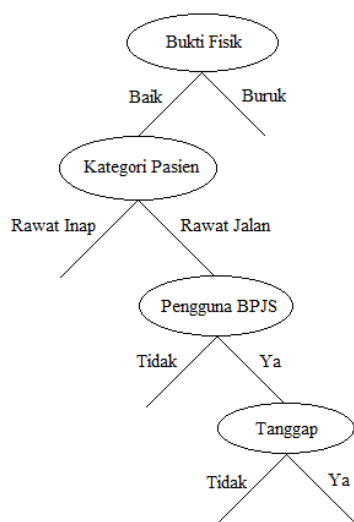 Bukti Fisik
Baik
Buruk
Kategori Pasien
Rawat Inap
Rawat Jalan
Pengguna BPJS
Tidak
Ya
Tanggap
Tidak
Ya